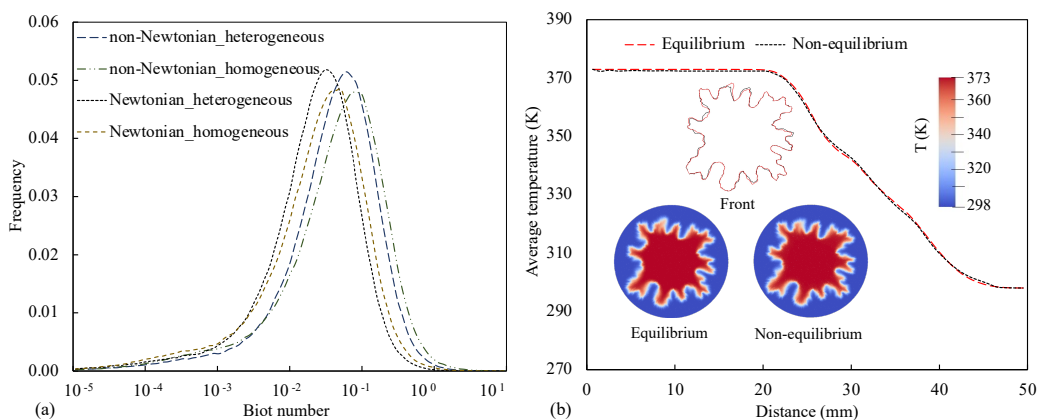 0.06
0.05
0.04
0.03
0.02
0.01
0.00
Frequency
non-Newtonian_heterogeneous
non-Newtonian_homogeneous
Newtonian_heterogeneous
Newtonian_homogeneous
10-5
10-4
10-3
10-2
10-1
100
101
(a)
Biot number
390
370
350
330
310
290
270
Average temperature (K)
Equilibrium
Non-equilibrium
373
360
340
320
298
T (K)
Front
Equilibrium
Non-equilibrium
0
10
20
30
40
50
(b)
Distance (mm)